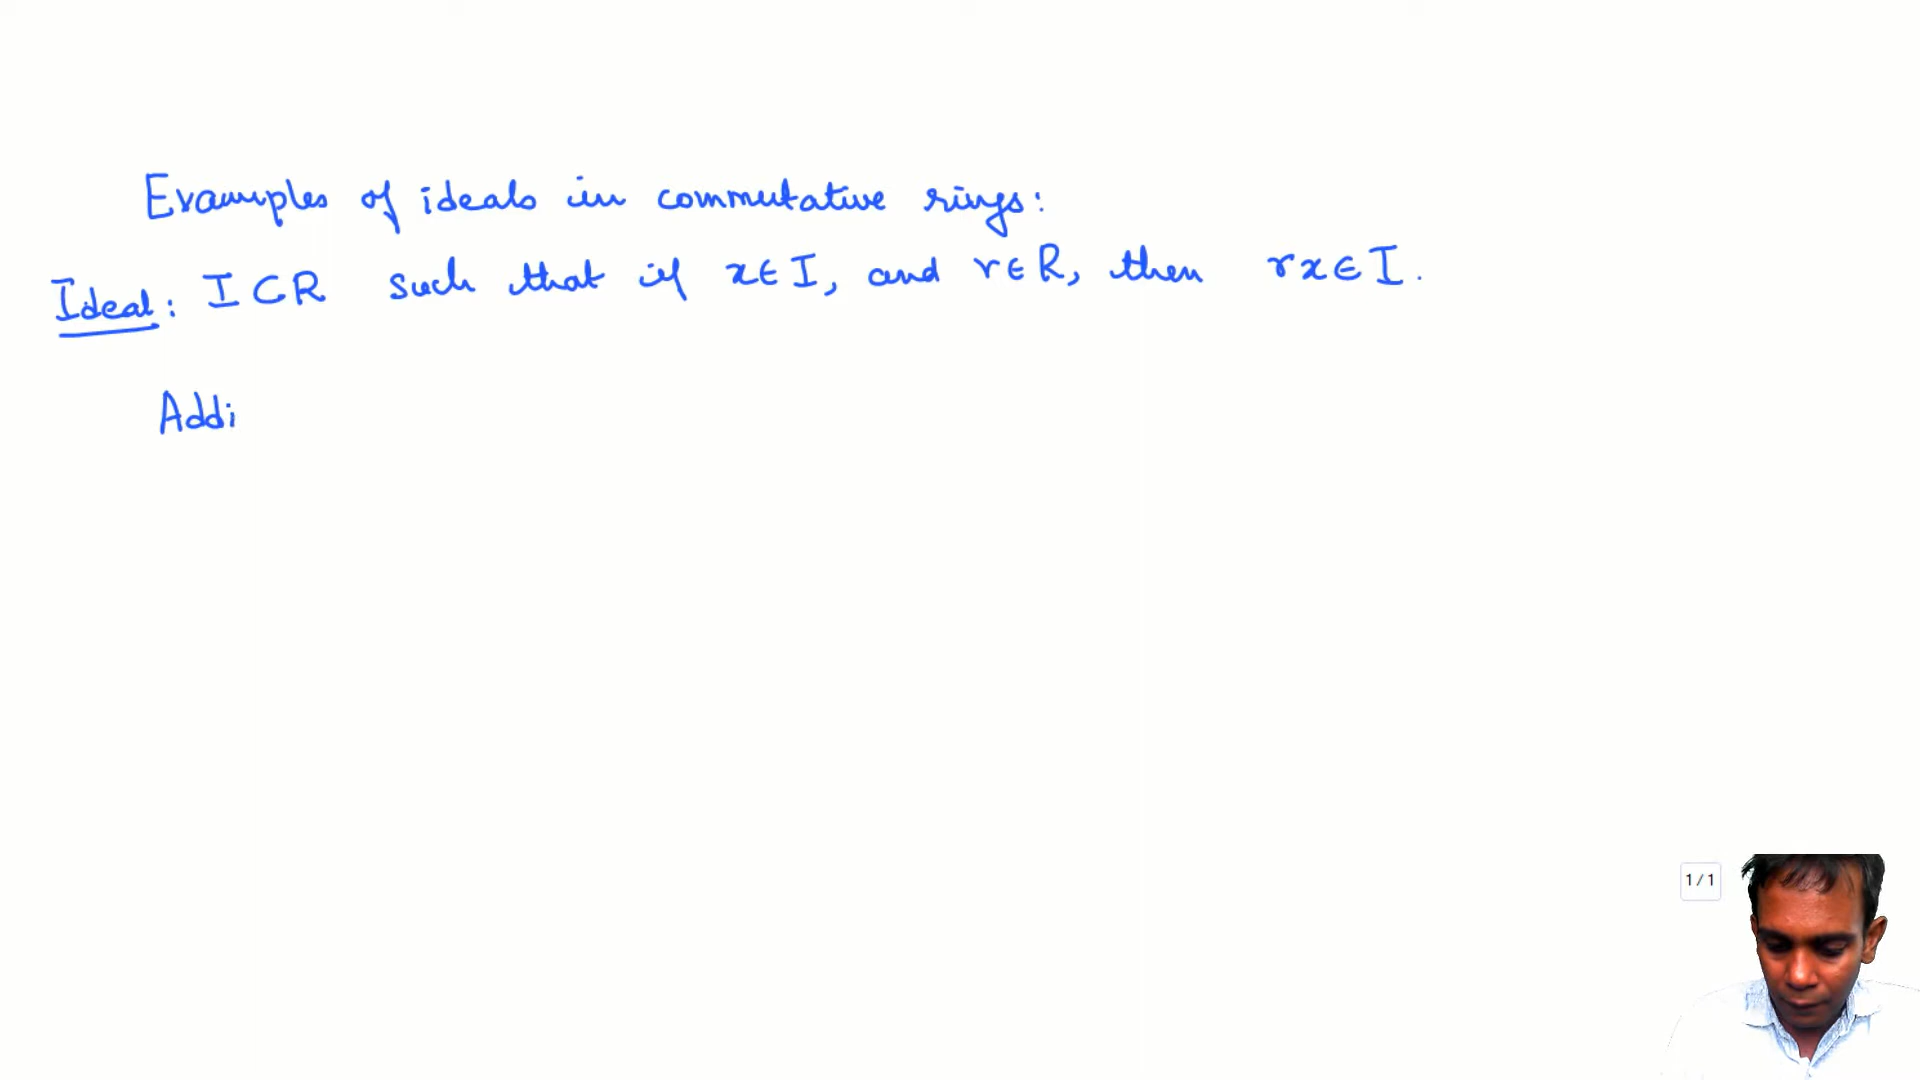 Examples of ideals in commutative rings:
Ideal: I ⊂ R such that if x ∈ I, and r ∈ R, then rx ∈ I.
Addi
1/1